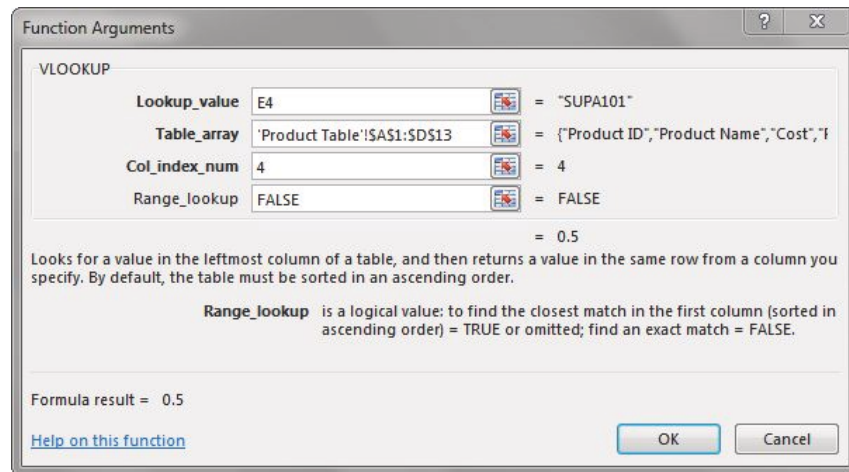 Function Arguments
VLOOKUP
Lookup_value E4 = "SUPA101"
Table_array 'Product Table'!$A$1:$D$13 = {"Product ID","Product Name","Cost","F
Col_index_num 4 = 4
Range_lookup FALSE = FALSE
= 0.5
Looks for a value in the leftmost column of a table, and then returns a value in the same row from a column you
specify. By default, the table must be sorted in an ascending order.
Range_lookup is a logical value: to find the closest match in the first column (sorted in
ascending order) = TRUE or omitted; find an exact match = FALSE.
Formula result = 0.5
Help on this function
OK Cancel